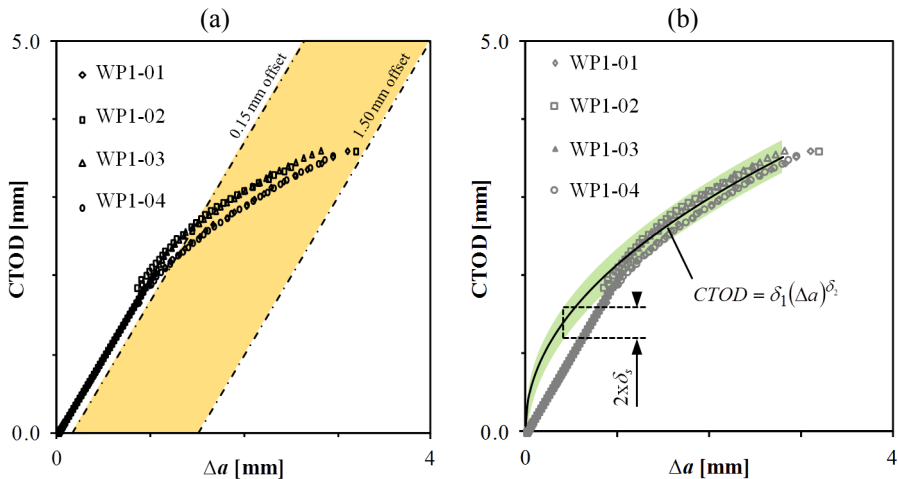 (a)
5.0
WP1-01
WP1-02
WP1-03
WP1-04
0.15 mm offset
1.50 mm offset
CTOD [mm]
0.0
0
4
Δa [mm]
(b)
5.0
WP1-01
WP1-02
WP1-03
WP1-04
CTOD = δ₁(Δa)^δ₂
2xδₛ
CTOD [mm]
0.0
0
4
Δa [mm]